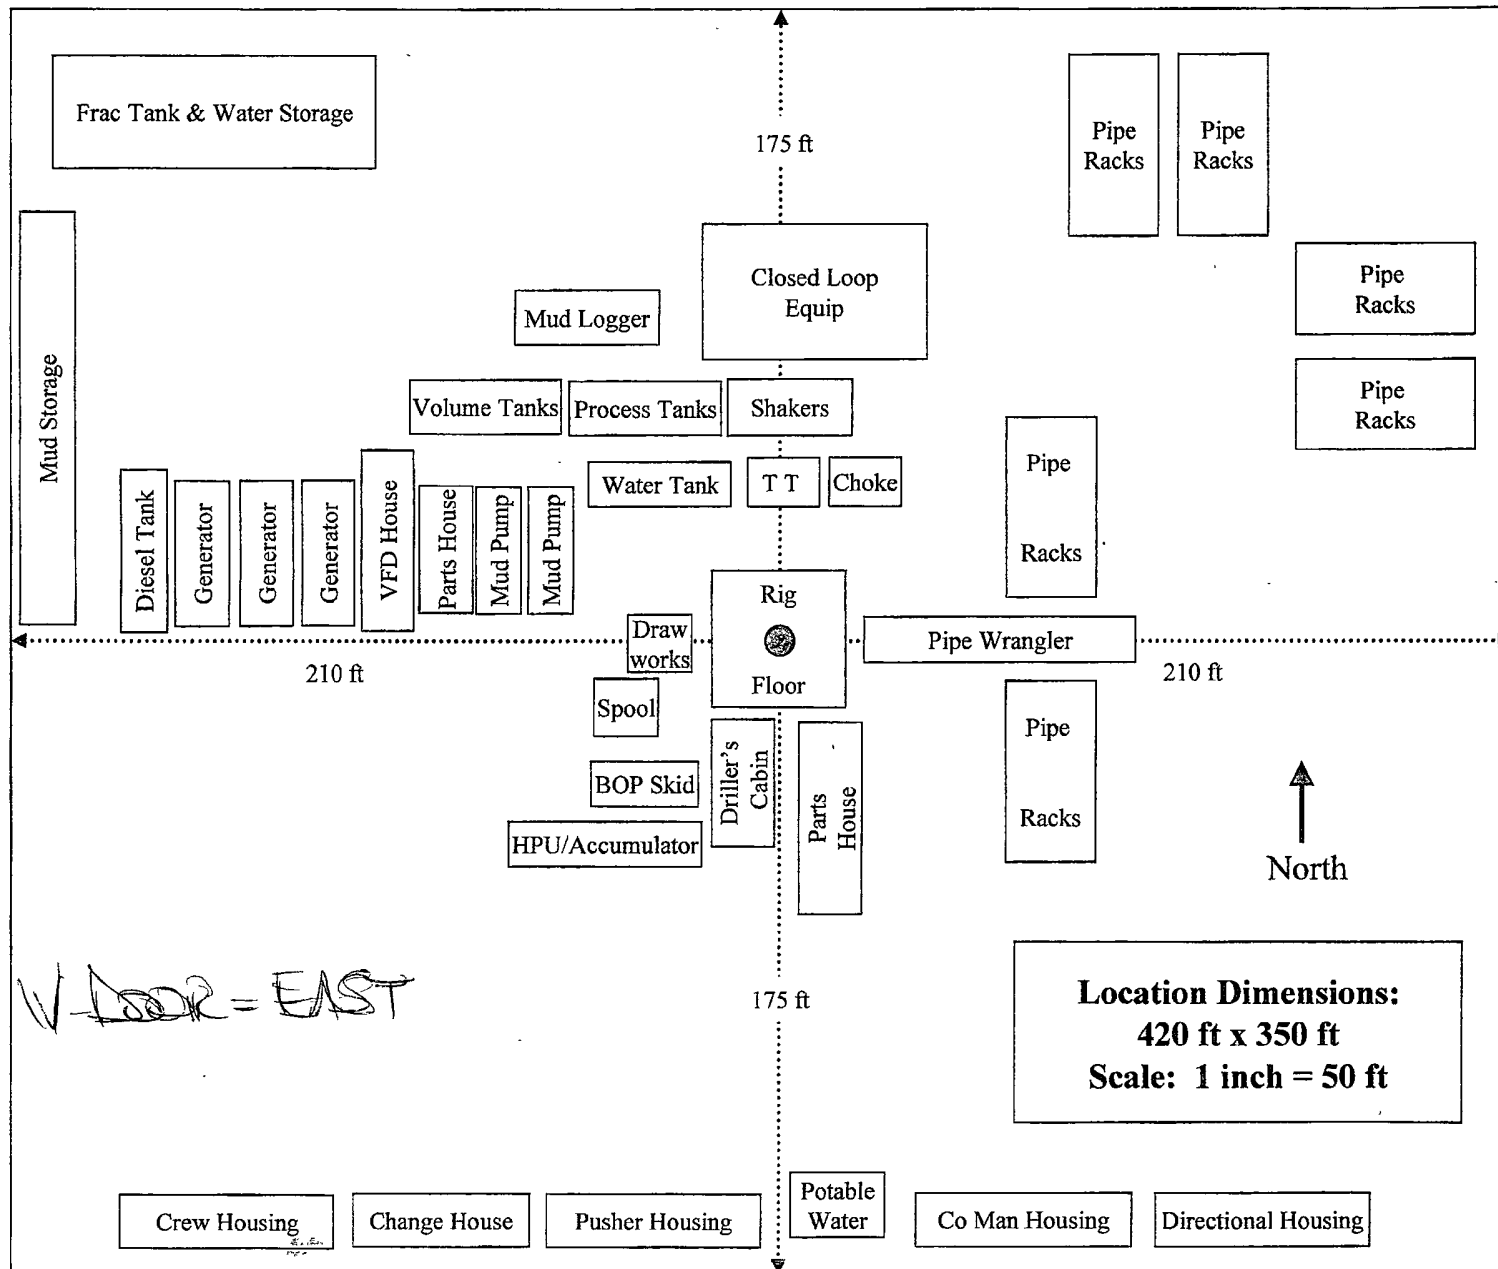 Frac Tank & Water Storage
175 ft
Pipe
Racks
Pipe
Racks
Closed Loop
Equip
Pipe
Racks
Mud Logger
Mud Storage
Volume Tanks
Process Tanks
Shakers
Pipe
Racks
Water Tank
T T
Choke
Pipe
Racks
Diesel Tank
Generator
Generator
Generator
VFD House
Parts House
Mud Pump
Mud Pump
Rig
Floor
Draw
works
Pipe Wrangler
210 ft
210 ft
Spool
BOP Skid
HPU/Accumulator
Driller's
Cabin
Parts
House
Pipe
Racks
North
V-DOOR = EAST
175 ft
Location Dimensions:
420 ft x 350 ft
Scale: 1 inch = 50 ft
Crew Housing
Change House
Pusher Housing
Potable
Water
Co Man Housing
Directional Housing